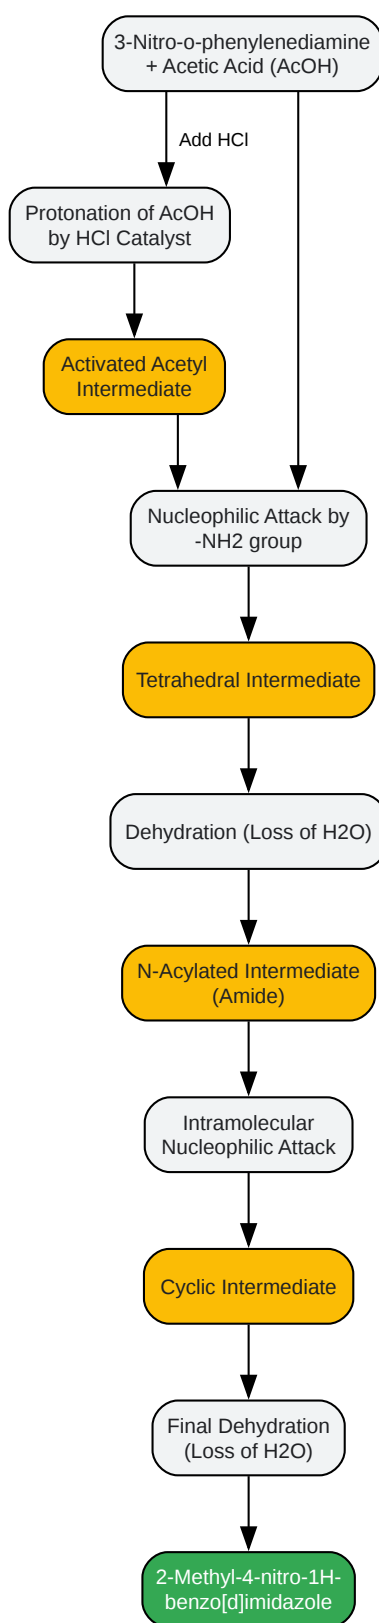 3-Nitro-o-phenylenediamine
+ Acetic Acid (AcOH)
Add HCl
Protonation of AcOH
by HCl Catalyst
Activated Acetyl
Intermediate
Nucleophilic Attack by
-NH2 group
Tetrahedral Intermediate
Dehydration (Loss of H2O)
N-Acylated Intermediate
(Amide)
Intramolecular
Nucleophilic Attack
Cyclic Intermediate
Final Dehydration
(Loss of H2O)
2-Methyl-4-nitro-1H-
benzo[d]imidazole